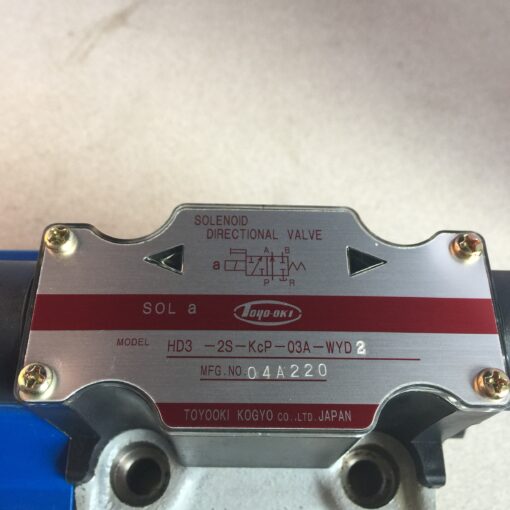 SOLENOID
DIRECTIONAL VALVE
A B
a
P R
SOL a TOYO-OKI
MODEL HD3 -2S-KcP-03A-WYD2
MFG.NO. 04A220
TOYOOKI KOGYO CO.,LTD.JAPAN